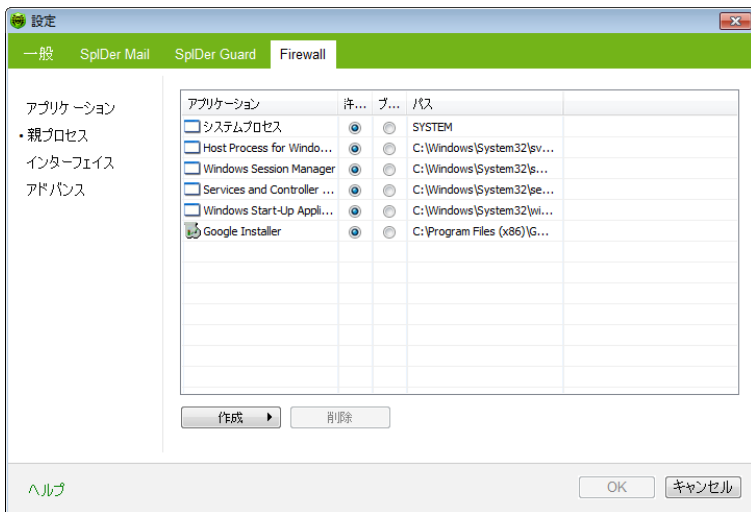 設定
一般 SpIDer Mail SpIDer Guard Firewall
アプリケーション
・親プロセス
インターフェイス
アドバンス
アプリケーション 許... ブ... パス
システムプロセス SYSTEM
Host Process for Windo... C:\Windows\System32\sv...
Windows Session Manager C:\Windows\System32\s...
Services and Controller ... C:\Windows\System32\se...
Windows Start-Up Appli... C:\Windows\System32\wi...
Google Installer C:\Program Files (x86)\G...
作成 削除
ヘルプ OK キャンセル